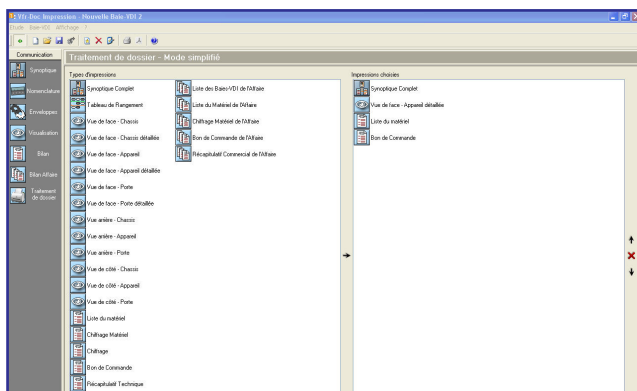 Vdi-Doc Impression - Nouvelle Baie-VDI 2
Etude Baie-VDI Affichage ?
Communication
Traitement de dossier - Mode simplifié
Synoptique
Nomenclature
Enveloppes
Visualisation
Bilan
Bilan Affaire
Traitement
de dossier
Types d'impressions
Synoptique Complet
Tableau de Rangement
Vue de face - Chassis
Vue de face - Chassis détaillée
Vue de face - Appareil
Vue de face - Appareil détaillée
Vue de face - Porte
Vue de face - Porte détaillée
Vue arrière - Chassis
Vue arrière - Appareil
Vue arrière - Porte
Vue de côté - Chassis
Vue de côté - Appareil
Vue de côté - Porte
Liste du matériel
Chiffrage Matériel
Chiffrage
Bon de Commande
Récapitulatif Technique
Liste des Baies-VDI de l'Affaire
Liste du Matériel de l'Affaire
Chiffrage Matériel de l'Affaire
Bon de Commande de l'Affaire
Récapitulatif Commercial de l'Affaire
Impressions choisies
Synoptique Complet
Vue de face - Appareil détaillée
Liste du matériel
Bon de Commande